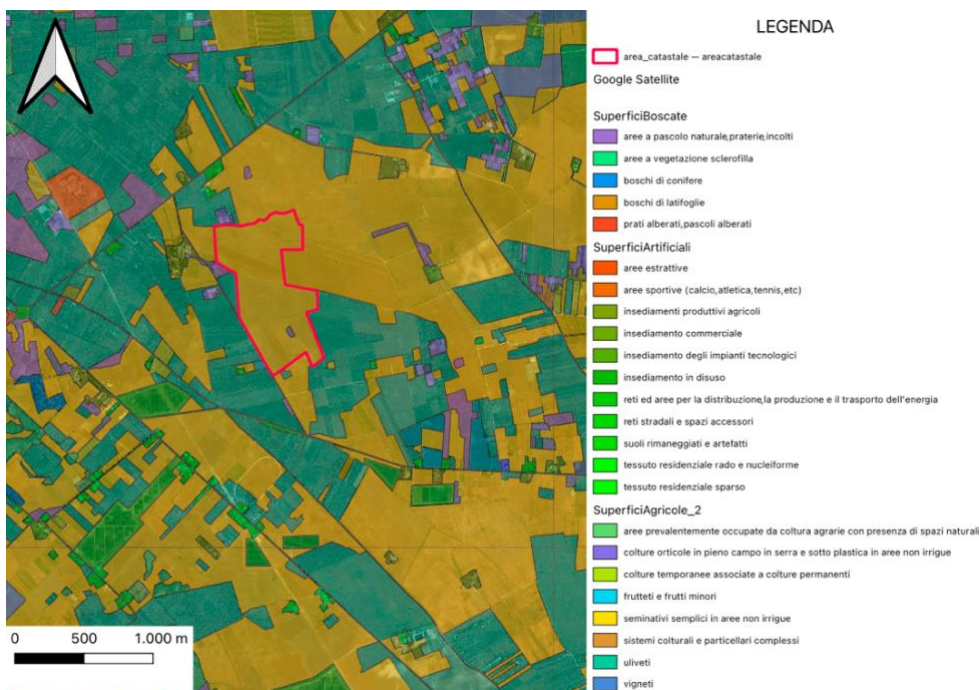 LEGENDA
area_catastale — areacatastale
Google Satellite
SuperficiBoscate
aree a pascolo naturale,praterie,incolti
aree a vegetazione sclerofilla
boschi di conifere
boschi di latifoglie
prati alberati,pascoli alberati
SuperficiArtificiali
aree estrattive
aree sportive (calcio,atletica,tennis,etc)
insediamenti produttivi agricoli
insediamento commerciale
insediamento degli impianti tecnologici
insediamento in disuso
reti ed aree per la distribuzione,la produzione e il trasporto dell'energia
reti stradali e spazi accessori
suoli rimaneggiati e artefatti
tessuto residenziale rado e nucleiforme
tessuto residenziale sparso
SuperficiAgricole_2
aree prevalentemente occupate da coltura agrarie con presenza di spazi naturali
colture orticole in pieno campo in serra e sotto plastica in aree non irrigue
colture temporanee associate a colture permanenti
frutteti e frutti minori
seminativi semplici in aree non irrigue
sistemi colturali e particellari complessi
uliveti
vigneti
0 500 1.000 m